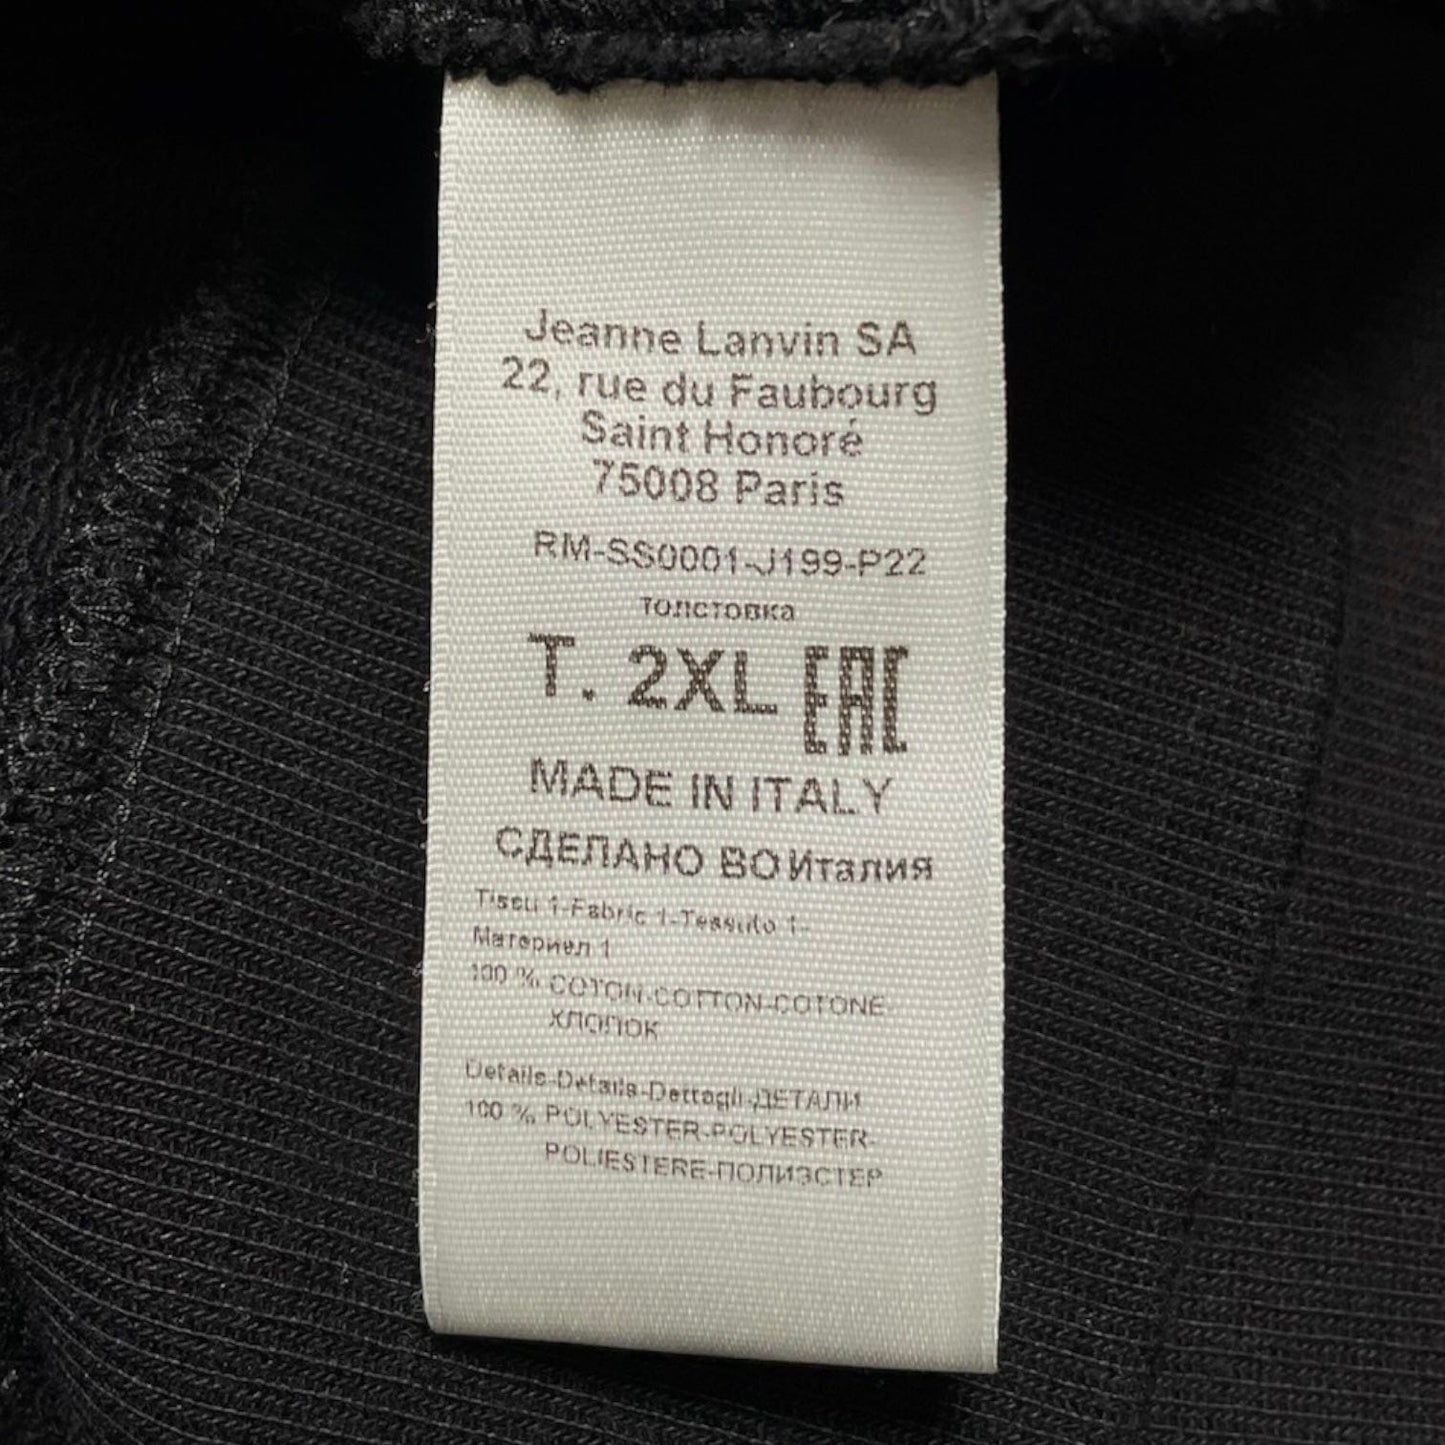 Jeanne Lanvin SA
22, rue du Faubourg
Saint Honoré
75008 Paris
RM-SS0001-J199-P22
толстовка
T. 2XL EAC
MADE IN ITALY
СДЕЛАНО ВО Италия
Tissu 1-Fabric 1-Tessuto 1-
Материел 1
100 % COTON-COTTON-COTONE-
ХЛОПОК
Details-Details-Dettagli-ДЕТАЛИ
100 % POLYESTER-POLYESTER-
POLIESTERE-ПОЛИЭСТЕР